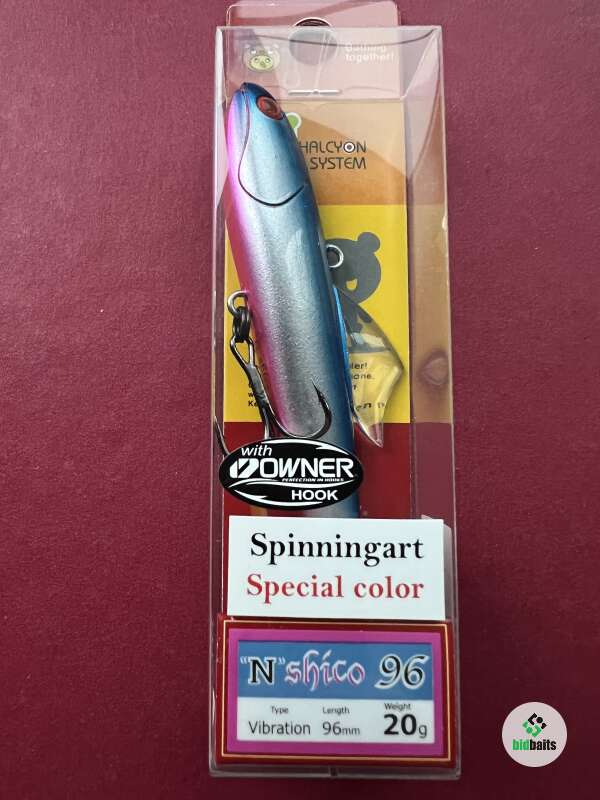 together!
HALCYON
SYSTEM
with
OWNER
PERFECTION IN HOOKS
HOOK
Spinningart
Special color
"N"shico 96
Type Length Weight
Vibration 96mm 20g
bidbaits